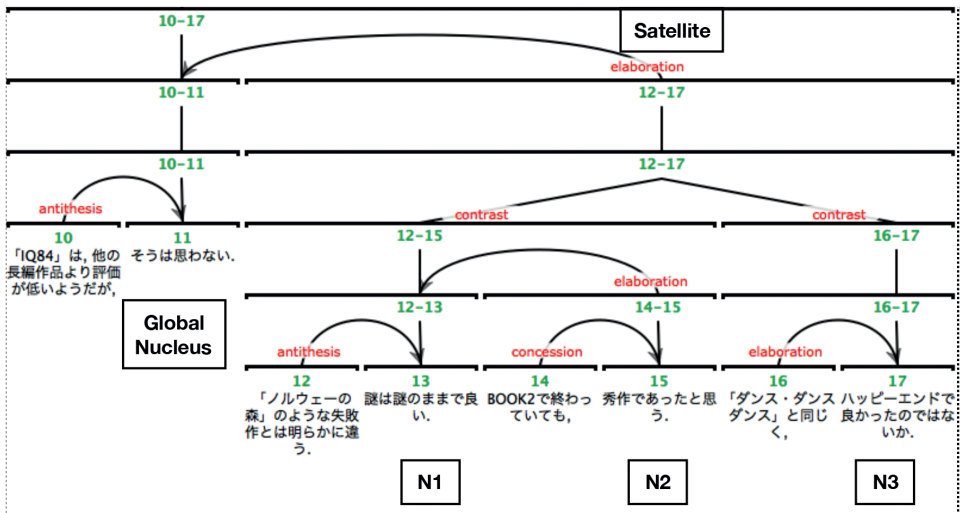 10-17
Satellite
elaboration
10-11
12-17
10-11
12-17
antithesis
contrast
contrast
10
11
12-15
16-17
「IQ84」は，他の
長編作品より評価
が低いようだが，
そうは思わない．
elaboration
12-13
14-15
16-17
Global
Nucleus
antithesis
concession
elaboration
12
13
14
15
16
17
「ノルウェーの
森」のような失敗
作とは明らかに違
う．
謎は謎のままで良
い．
BOOK2で終わっ
ていても，
秀作であったと思
う．
「ダンス・ダンス
ダンス」と同じ
く，
ハッピーエンドで
良かったのではな
いか．
N1
N2
N3